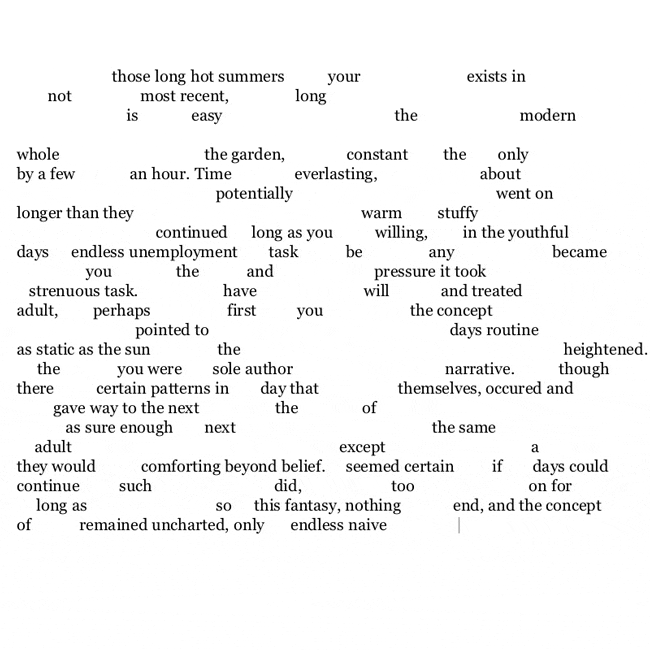 those long hot summers your exists in
not most recent, long
is easy the modern
whole the garden, constant the only
by a few an hour. Time everlasting, about
potentially went on
longer than they warm stuffy
continued long as you willing, in the youthful
days endless unemployment task be any became
you the and pressure it took
strenuous task. have will and treated
adult, perhaps first you the concept
pointed to days routine
as static as the sun the heightened.
the you were sole author narrative. though
there certain patterns in day that themselves, occured and
gave way to the next the of
as sure enough next the same
adult except a
they would comforting beyond belief. seemed certain if days could
continue such did, too on for
long as so this fantasy, nothing end, and the concept
of remained uncharted, only endless naive